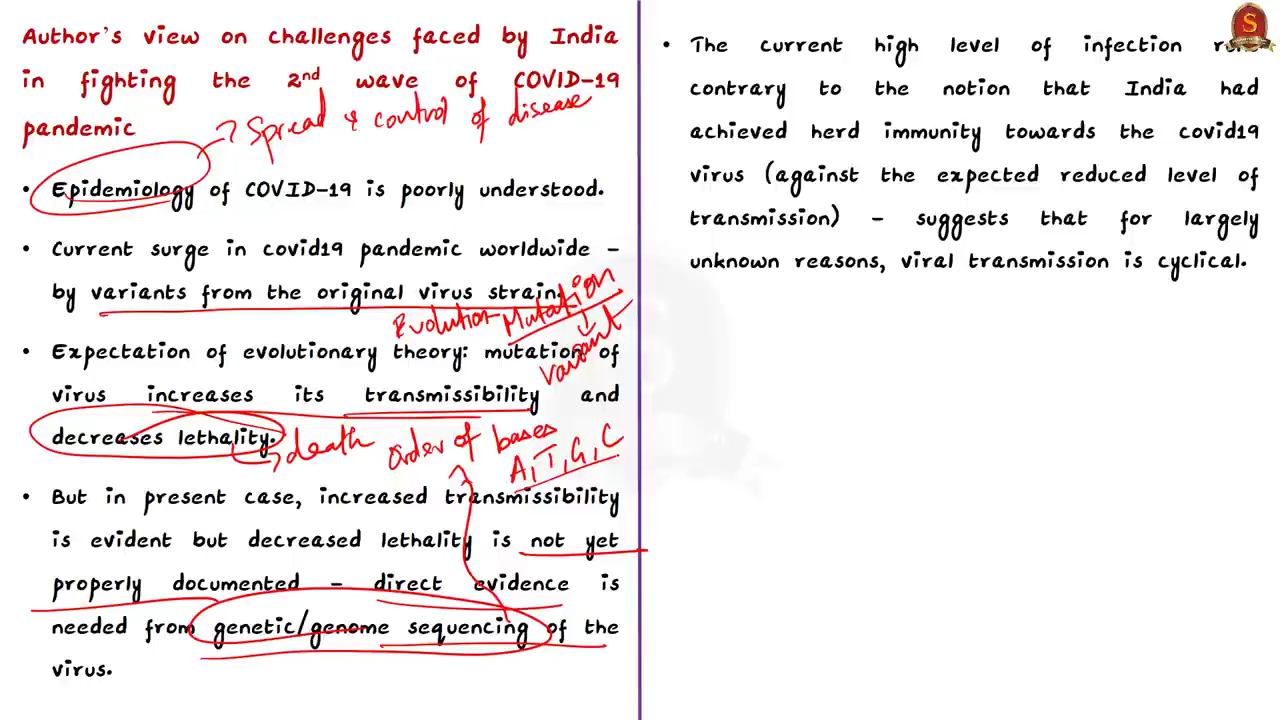 Author's view on challenges faced by India
in fighting the 2nd wave of COVID-19
pandemic
→ Spread & control of disease
• Epidemiology of COVID-19 is poorly understood.
• Current surge in covid19 pandemic worldwide –
by variants from the original virus strain.
Evolution Mutation
↓
variant
• Expectation of evolutionary theory: mutation of
virus increases its transmissibility and
decreases lethality.
→ death
order of bases
A, T, G, C
• But in present case, increased transmissibility
is evident but decreased lethality is not yet
properly documented – direct evidence is
needed from genetic/genome sequencing of the
virus.
• The current high level of infection
contrary to the notion that India had
achieved herd immunity towards the covid19
virus (against the expected reduced level of
transmission) – suggests that for largely
unknown reasons, viral transmission is cyclical.
S